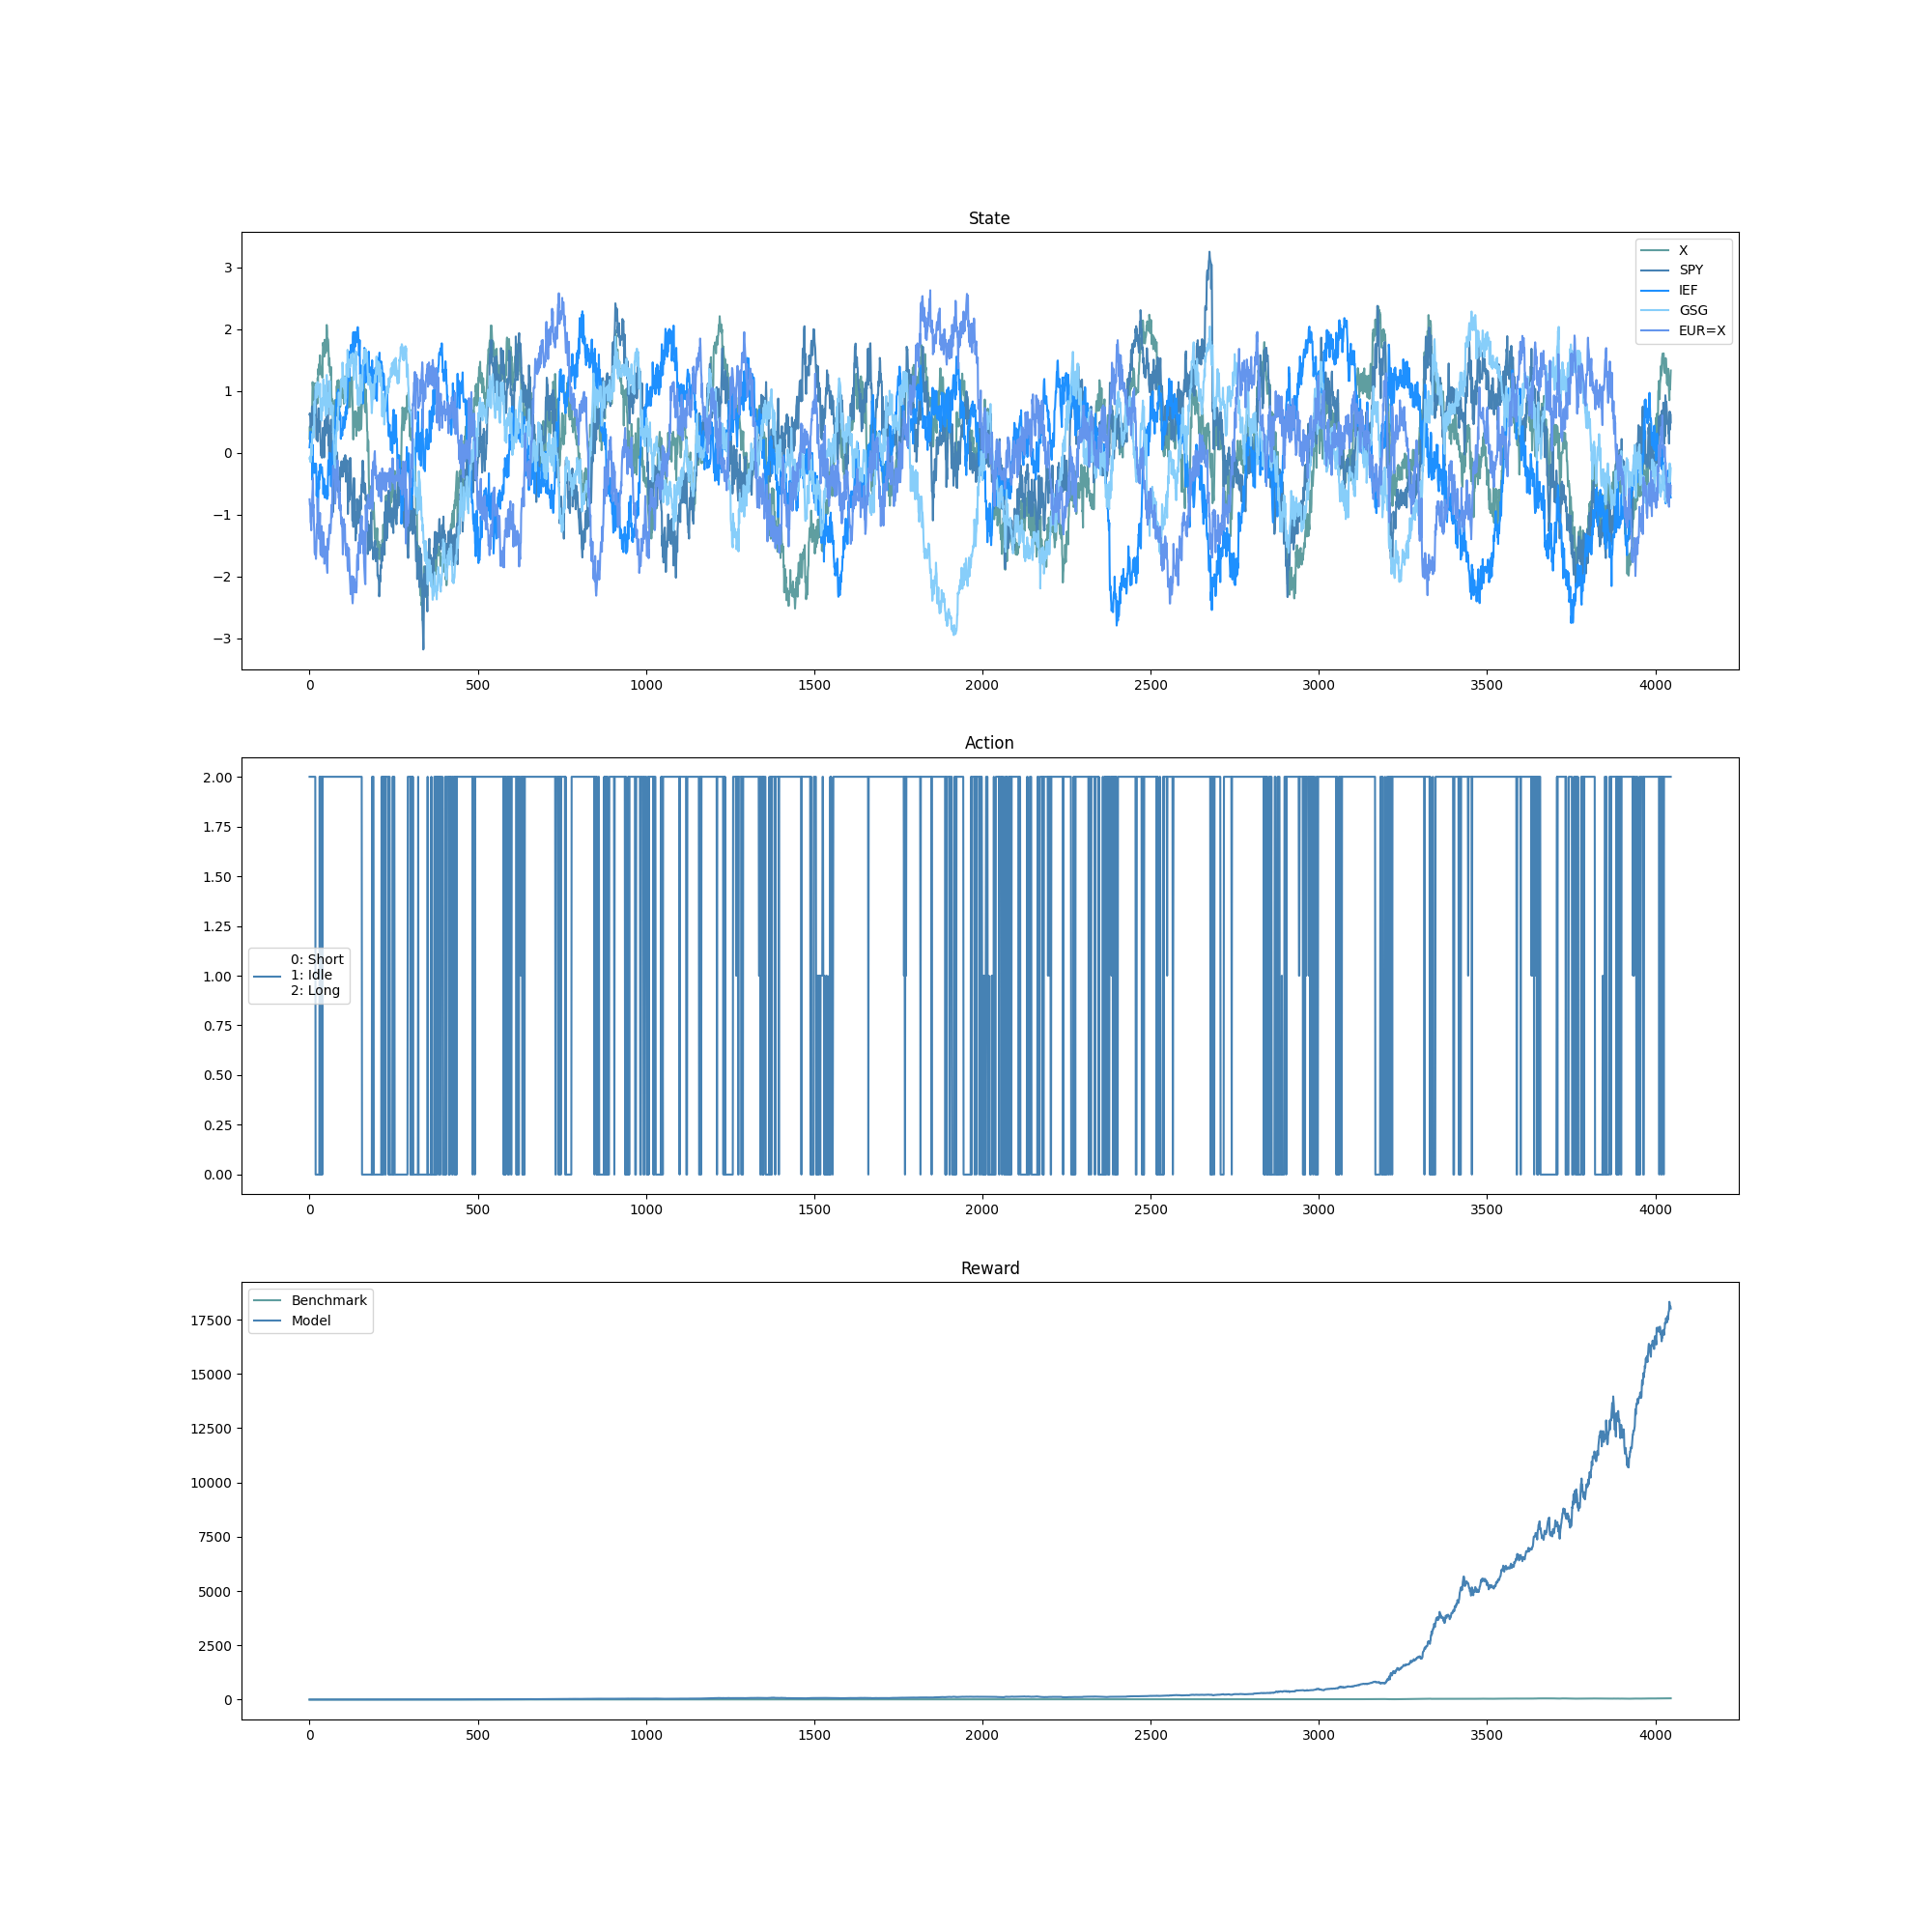 State
3
2
1
0
−1
−2
−3
X
SPY
IEF
GSG
EUR=X
0 500 1000 1500 2000 2500 3000 3500 4000
Action
2.00
1.75
1.50
1.25
1.00
0.75
0.50
0.25
0.00
0: Short
1: Idle
2: Long
0 500 1000 1500 2000 2500 3000 3500 4000
Reward
Benchmark
Model
17500
15000
12500
10000
7500
5000
2500
0
0 500 1000 1500 2000 2500 3000 3500 4000